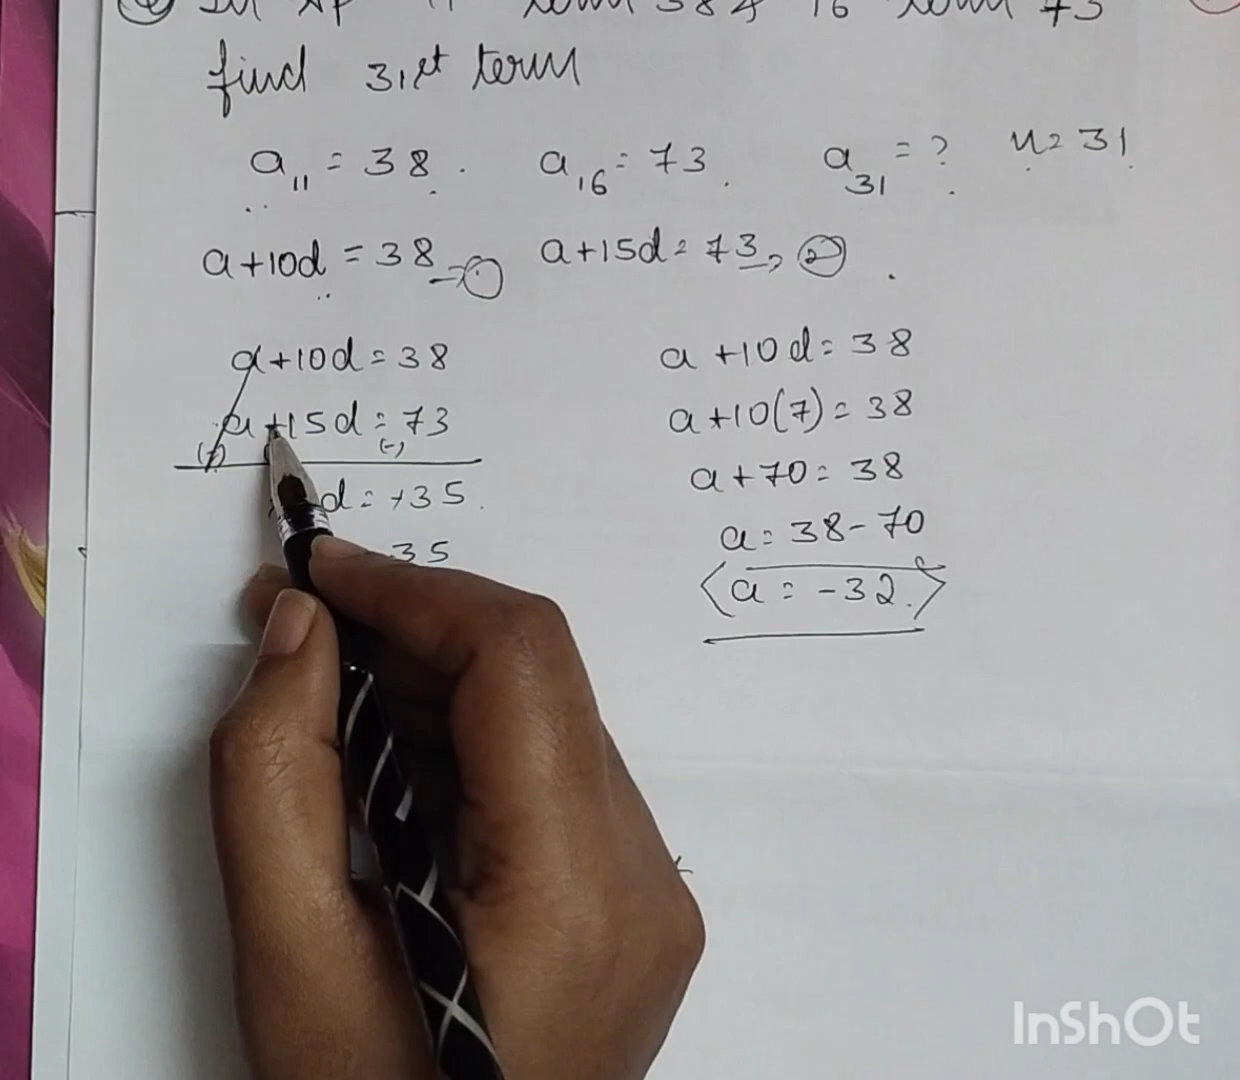 find 31st term
a₁₁ = 38. a₁₆ = 73. a₃₁ = ? n = 31
a+10d = 38 → ① a+15d = 73 → ②
a+10d = 38
a+15d = 73
(-) (-)
d = +35
35
a+10d = 38
a+10(7) = 38
a+70 = 38
a = 38-70
a = -32
InShOt